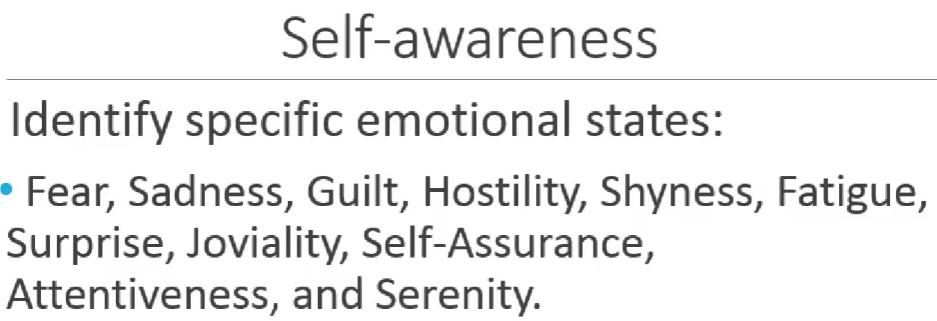 Self-awareness
Identify specific emotional states:
• Fear, Sadness, Guilt, Hostility, Shyness, Fatigue,
Surprise, Joviality, Self-Assurance,
Attentiveness, and Serenity.